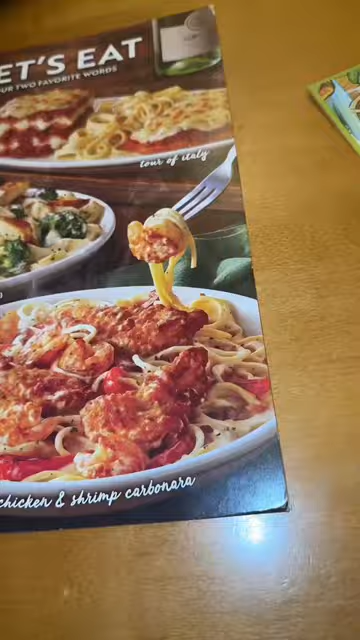 ET'S EAT
UR TWO FAVORITE WORDS
tour of italy
chicken & shrimp carbonara